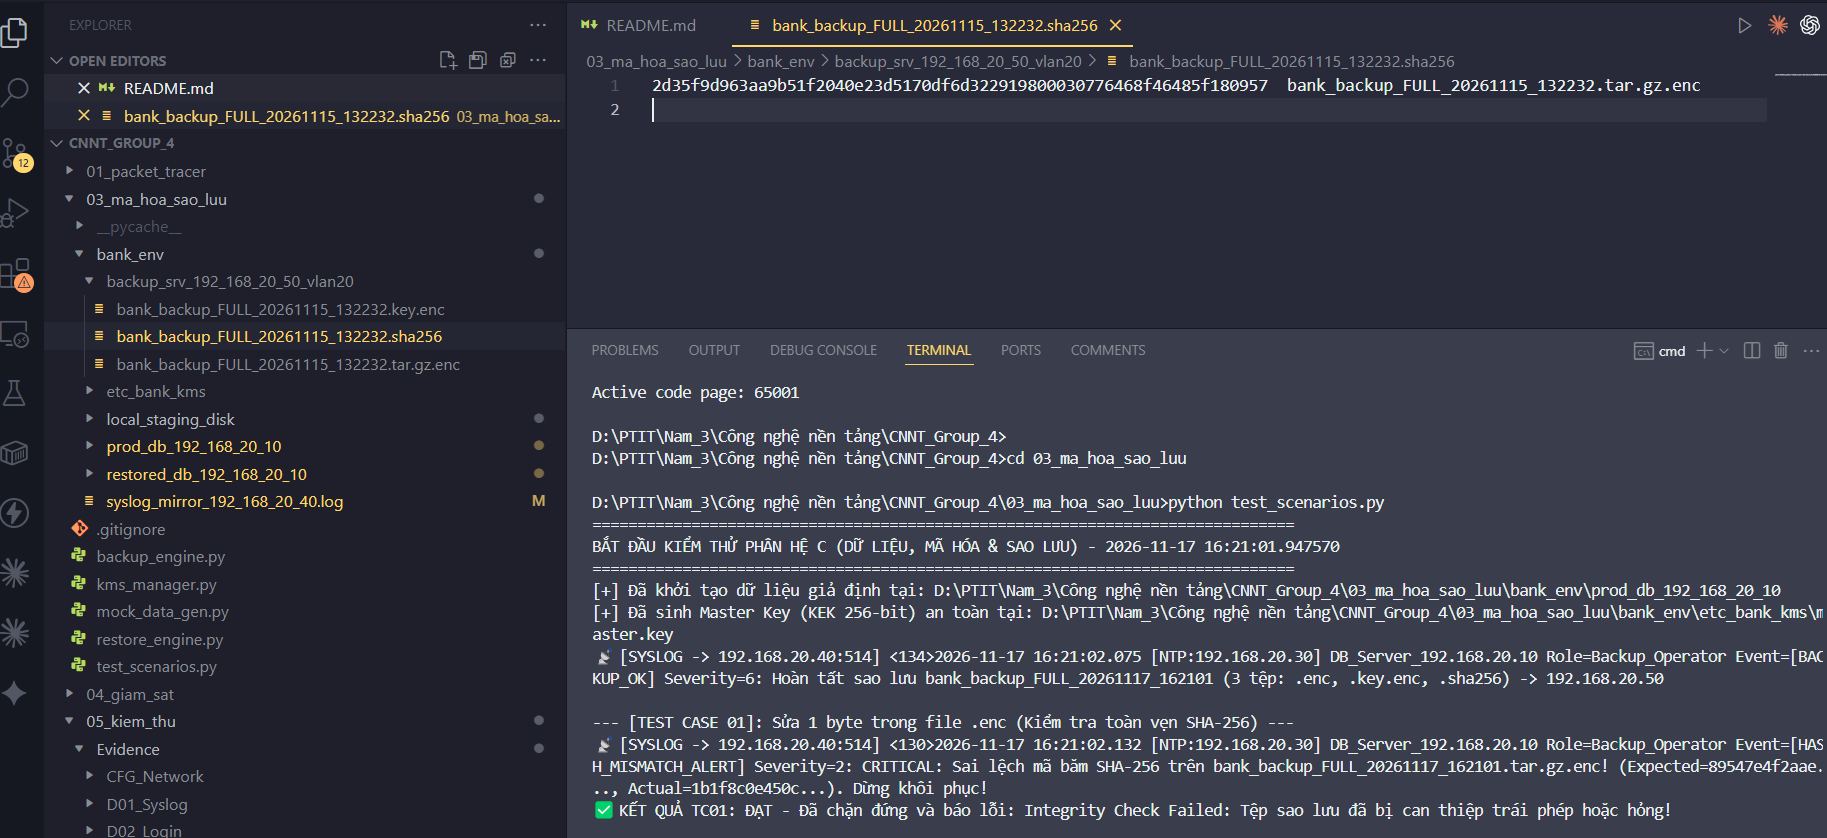 EXPLORER
OPEN EDITORS
README.md
bank_backup_FULL_20261115_132232.sha256 03_ma_hoa_sa...
CNNT_GROUP_4
01_packet_tracer
03_ma_hoa_sao_luu
__pycache__
bank_env
backup_srv_192_168_20_50_vlan20
bank_backup_FULL_20261115_132232.key.enc
bank_backup_FULL_20261115_132232.sha256
bank_backup_FULL_20261115_132232.tar.gz.enc
etc_bank_kms
local_staging_disk
prod_db_192_168_20_10
restored_db_192_168_20_10
syslog_mirror_192_168_20_40.log M
.gitignore
backup_engine.py
kms_manager.py
mock_data_gen.py
restore_engine.py
test_scenarios.py
04_giam_sat
05_kiem_thu
Evidence
CFG_Network
D01_Syslog
D02_Login
12
README.md bank_backup_FULL_20261115_132232.sha256
03_ma_hoa_sao_luu > bank_env > backup_srv_192_168_20_50_vlan20 > bank_backup_FULL_20261115_132232.sha256
1 2d35f9d963aa9b51f2040e23d5170df6d322919800030776468f46485f180957 bank_backup_FULL_20261115_132232.tar.gz.enc
2
PROBLEMS OUTPUT DEBUG CONSOLE TERMINAL PORTS COMMENTS cmd
Active code page: 65001
D:\PTIT\Nam_3\Công nghệ nền tảng\CNNT_Group_4>
D:\PTIT\Nam_3\Công nghệ nền tảng\CNNT_Group_4>cd 03_ma_hoa_sao_luu
D:\PTIT\Nam_3\Công nghệ nền tảng\CNNT_Group_4\03_ma_hoa_sao_luu>python test_scenarios.py
==============================================================================
BẮT ĐẦU KIỂM THỬ PHÂN HỆ C (DỮ LIỆU, MÃ HÓA & SAO LƯU) - 2026-11-17 16:21:01.947570
==============================================================================
[+] Đã khởi tạo dữ liệu giả định tại: D:\PTIT\Nam_3\Công nghệ nền tảng\CNNT_Group_4\03_ma_hoa_sao_luu\bank_env\prod_db_192_168_20_10
[+] Đã sinh Master Key (KEK 256-bit) an toàn tại: D:\PTIT\Nam_3\Công nghệ nền tảng\CNNT_Group_4\03_ma_hoa_sao_luu\bank_env\etc_bank_kms\m
aster.key
[SYSLOG -> 192.168.20.40:514] <134>2026-11-17 16:21:02.075 [NTP:192.168.20.30] DB_Server_192.168.20.10 Role=Backup_Operator Event=[BAC
KUP_OK] Severity=6: Hoàn tất sao lưu bank_backup_FULL_20261117_162101 (3 tệp: .enc, .key.enc, .sha256) -> 192.168.20.50
--- [TEST CASE 01]: Sửa 1 byte trong file .enc (Kiểm tra toàn vẹn SHA-256) ---
[SYSLOG -> 192.168.20.40:514] <130>2026-11-17 16:21:02.132 [NTP:192.168.20.30] DB_Server_192.168.20.10 Role=Backup_Operator Event=[HAS
H_MISMATCH_ALERT] Severity=2: CRITICAL: Sai lệch mã băm SHA-256 trên bank_backup_FULL_20261117_162101.tar.gz.enc! (Expected=89547e4f2aae.
.., Actual=1b1f8c0e450c...). Dừng khôi phục!
✅ KẾT QUẢ TC01: ĐẠT - Đã chặn đứng và báo lỗi: Integrity Check Failed: Tệp sao lưu đã bị can thiệp trái phép hoặc hỏng!